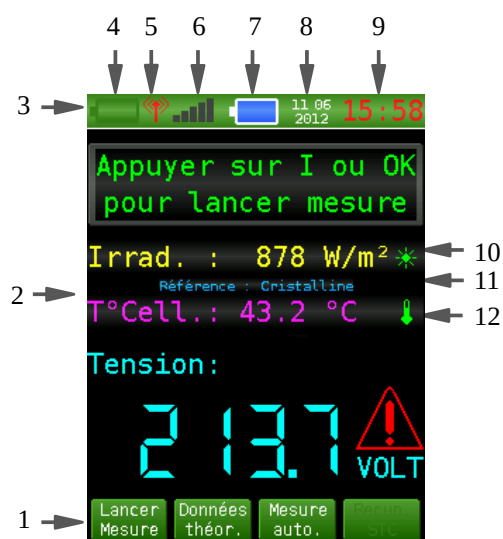 4 5 6 7 8 9
3
11 06
2012
15:58
Appuyer sur I ou OK
pour lancer mesure
Irrad. : 878 W/m²
10
Référence : Cristalline
11
2
T°Cell.: 43.2 °C
12
Tension:
213.7
VOLT
1
Lancer
Mesure
Données
théor.
Mesure
auto.
STC